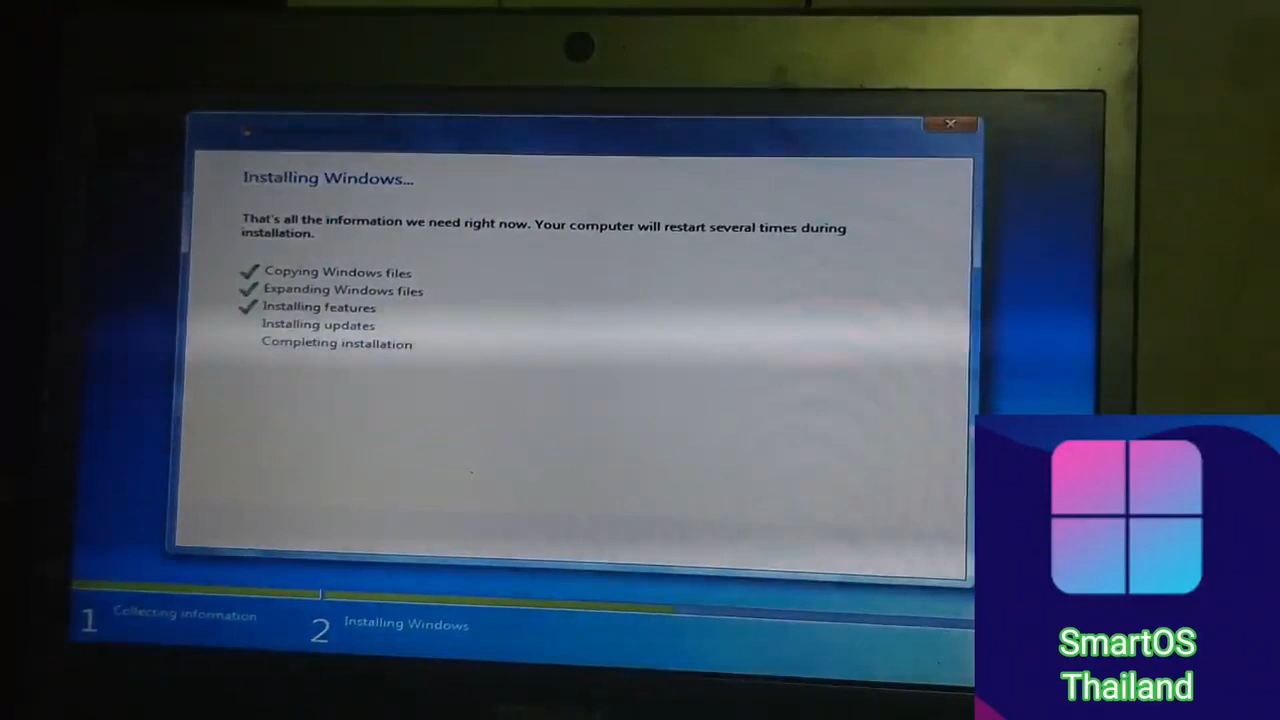 Installing Windows...
That's all the information we need right now. Your computer will restart several times during
installation.
Copying Windows files
Expanding Windows files
Installing features
Installing updates
Completing installation
1 Collecting information
2 Installing Windows
SmartOS
Thailand